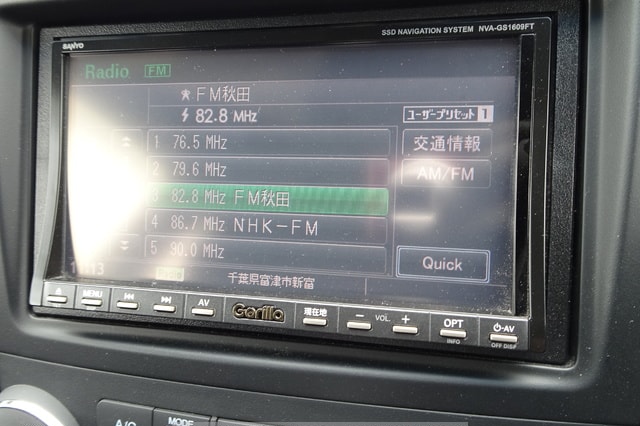 SSD NAVIGATION SYSTEM NVA-GS1609FT
SANYO
Radio FM
FM秋田
82.8 MHz
ユーザープリセット 1
1 76.5 MHz
交通情報
2 79.6 MHz
AM/FM
3 82.8 MHz FM秋田
4 86.7 MHz NHK-FM
5 90.0 MHz
Quick
千葉県富津市新富
MENU
AV
Gorilla
現在地
− VOL. +
OPT
INFO
AV
OFF DISP
A/C
MODE